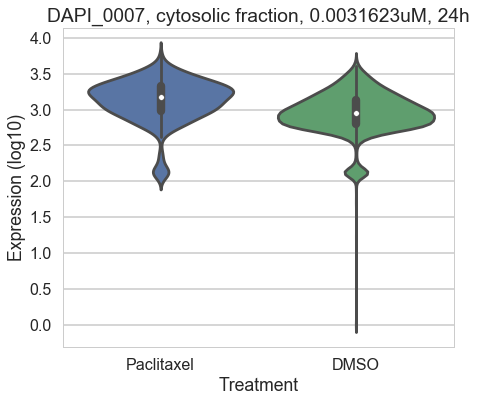 DAPI_0007, cytosolic fraction, 0.0031623uM, 24h
Expression (log10)
4.0
3.5
3.0
2.5
2.0
1.5
1.0
0.5
0.0
Paclitaxel DMSO
Treatment